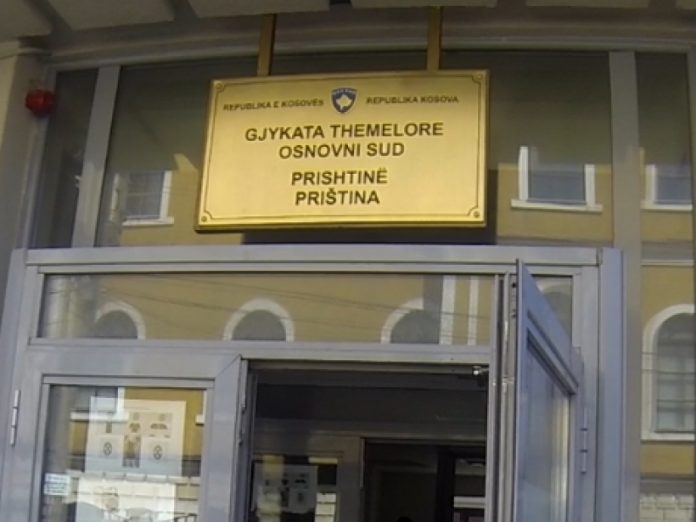 REPUBLIKA E KOSOVËS REPUBLIKA KOSOVA
GJYKATA THEMELORE
OSNOVNI SUD
PRISHTINË
PRIŠTINA